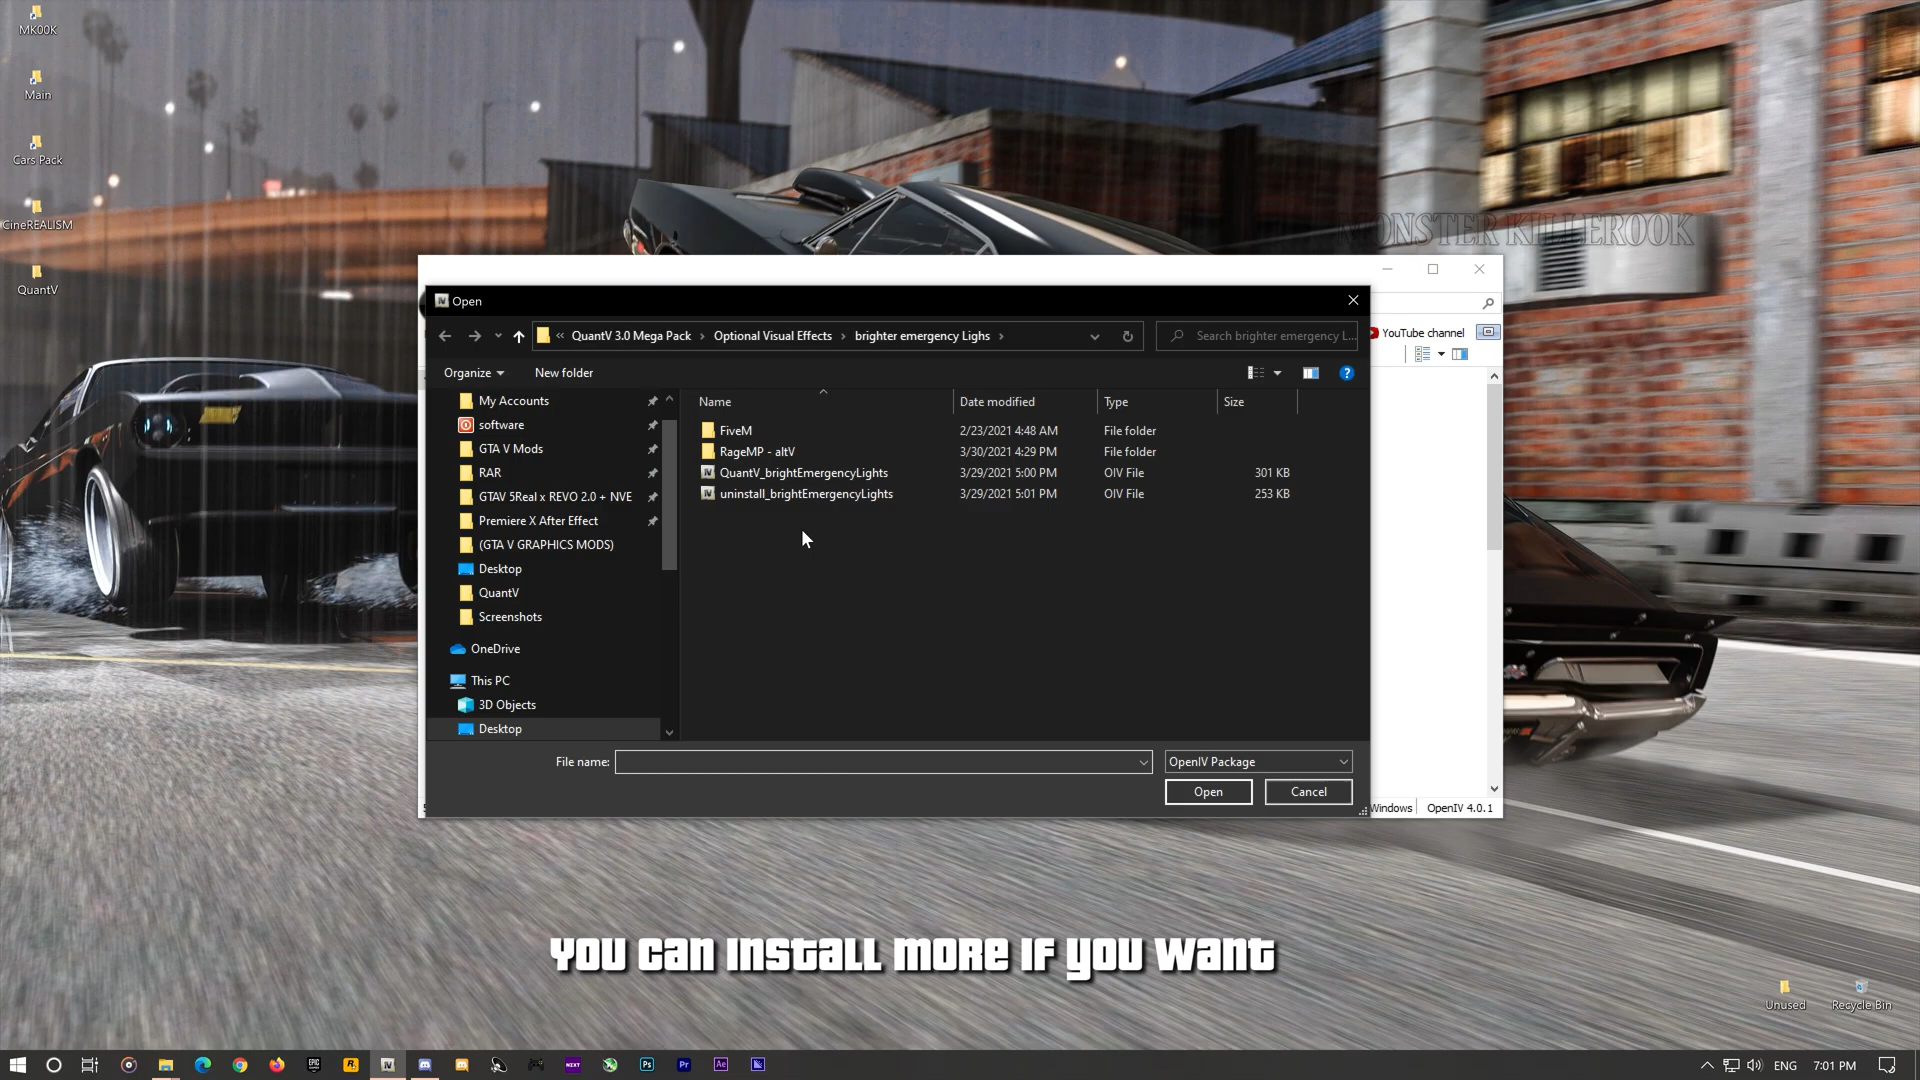 MK00K
Main
Cars Pack
CineREALISM
QuantV
MONSTER KILLEROOK
Open
« QuantV 3.0 Mega Pack › Optional Visual Effects › brighter emergency Lighs ›
Search brighter emergency l...
YouTube channel
Organize
New folder
My Accounts
software
GTA V Mods
RAR
GTAV 5Real x REVO 2.0 + NVE
Premiere X After Effect
(GTA V GRAPHICS MODS)
Desktop
QuantV
Screenshots
OneDrive
This PC
3D Objects
Desktop
Name Date modified Type Size
FiveM 2/23/2021 4:48 AM File folder
RageMP - altV 3/30/2021 4:29 PM File folder
QuantV_brightEmergencyLights 3/29/2021 5:00 PM OIV File 301 KB
uninstall_brightEmergencyLights 3/29/2021 5:01 PM OIV File 253 KB
File name:
OpenIV Package
Open
Cancel
Windows
OpenIV 4.0.1
YOU CAN INSTALL MORE IF YOU WANT
Unused
Recycle Bin
ENG
7:01 PM